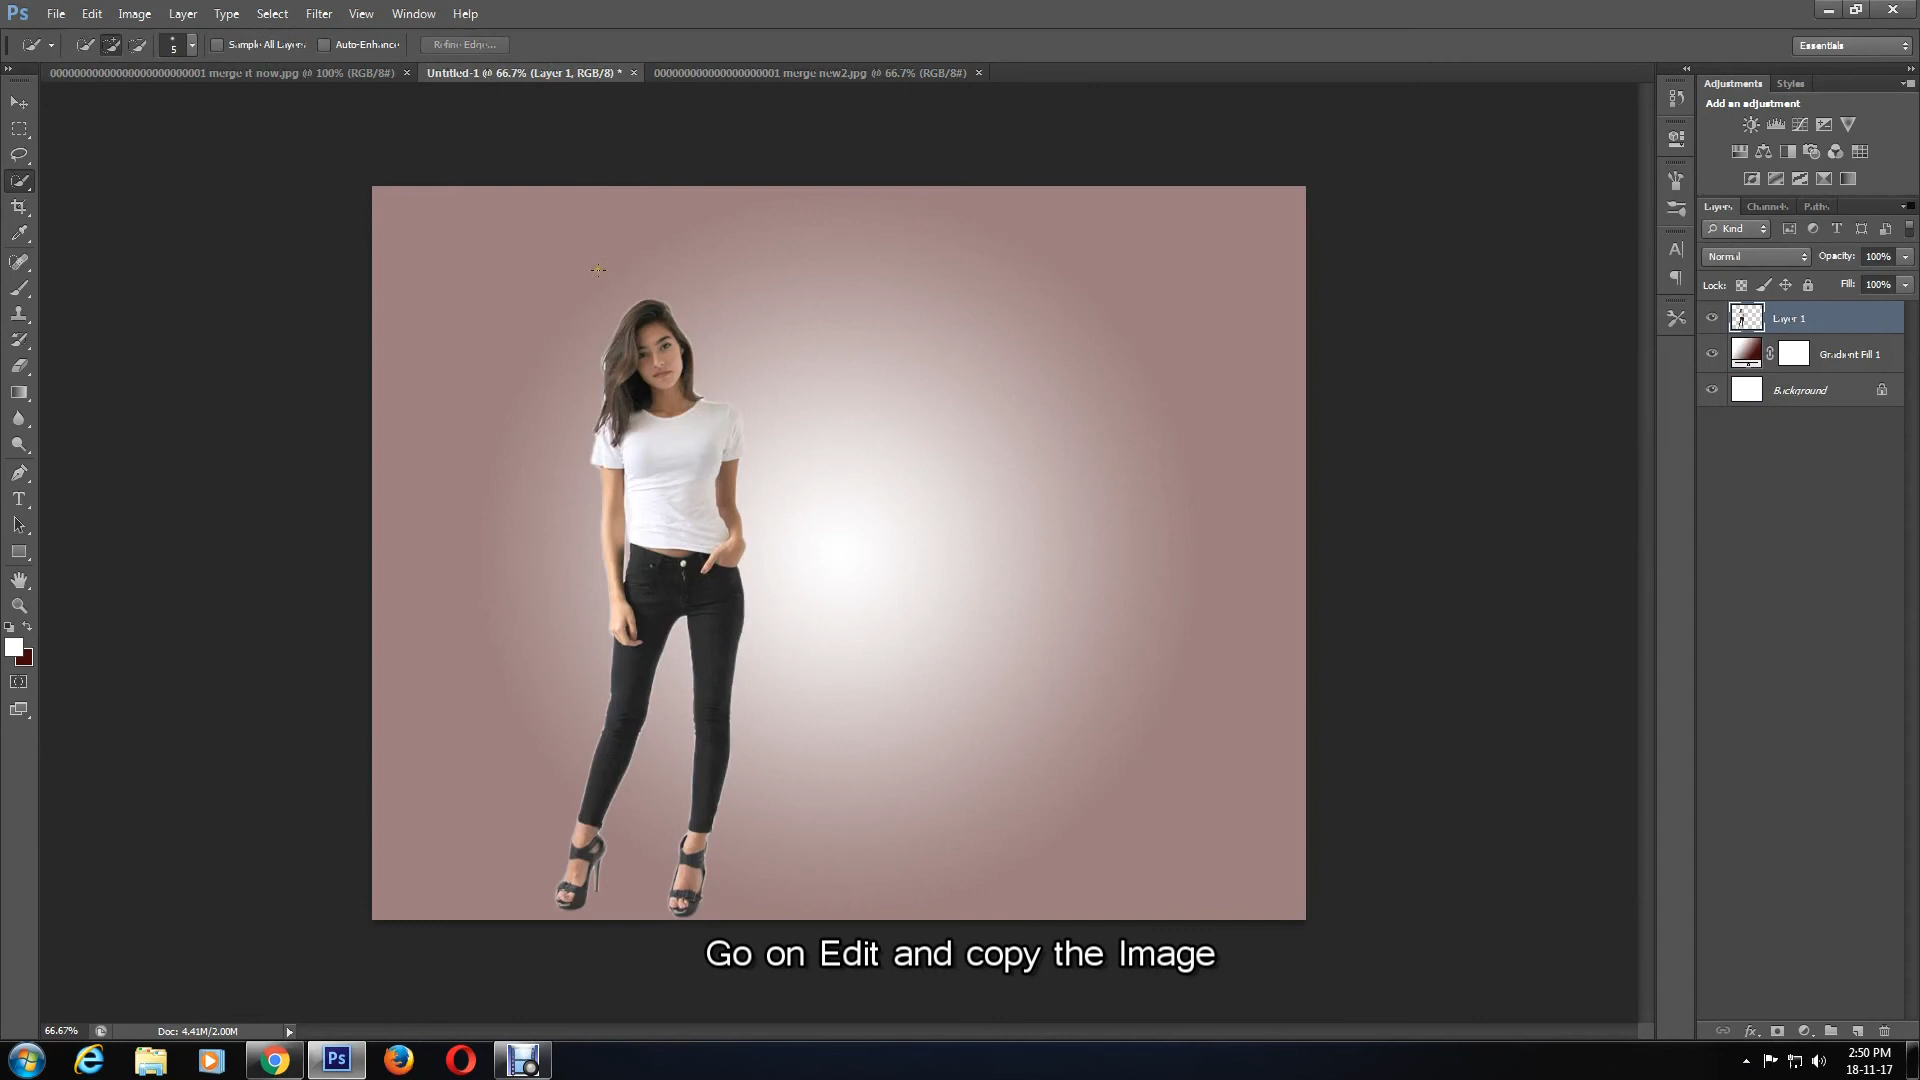 Ps File Edit Image Layer Type Select Filter View Window Help
5 Sample All Layers Auto-Enhance Refine Edge... Essentials
Untitled-1 @ 66.7% (Layer 1, RGB/8) *
Adjustments Styles
Add an adjustment
Layers Channels Paths
Kind
Normal Opacity: 100%
Lock: Fill: 100%
Layer 1
Gradient Fill 1
Background
Go on Edit and copy the Image
66.67% Doc: 4.41M/2.00M
Ps
2:50 PM
18-11-17